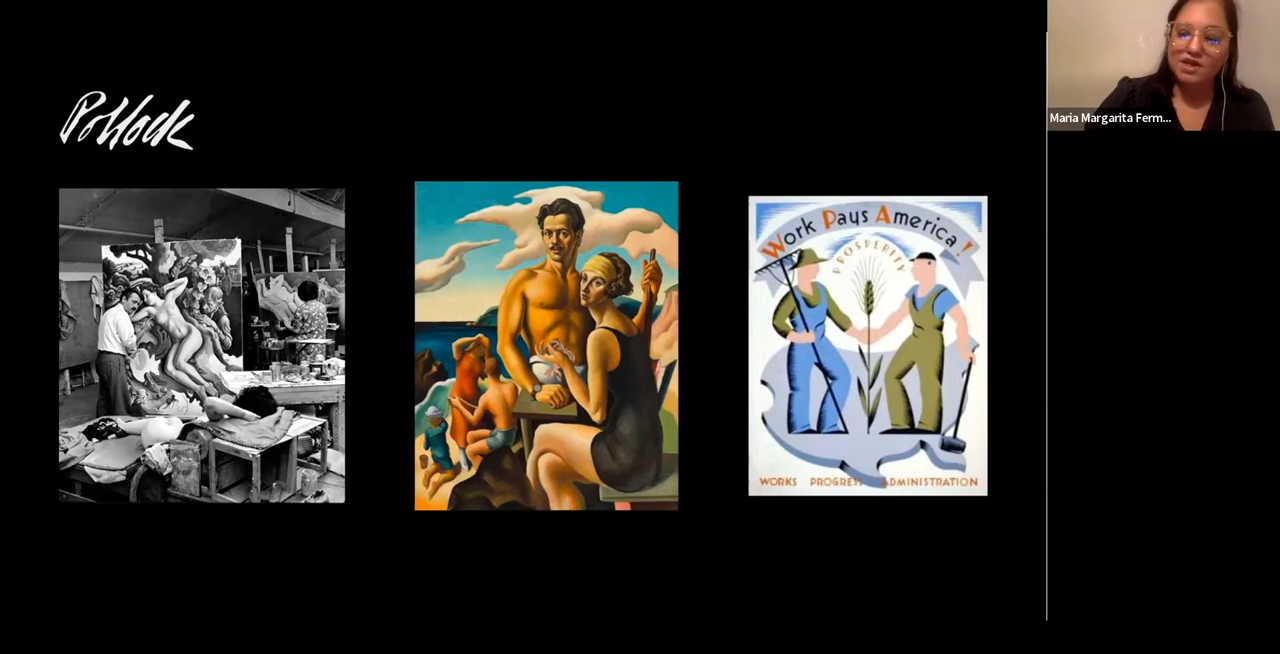 Pollock
Work Pays America!
PROSPERITY
WORKS PROGRESS ADMINISTRATION
Maria Margarita Ferm...